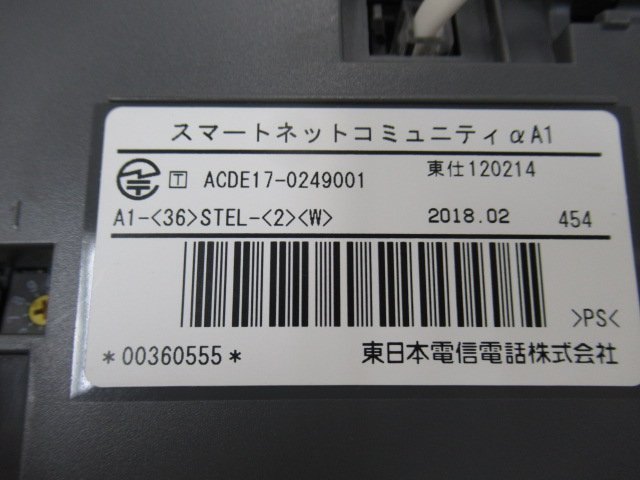 スマートネットコミュニティαA1
T ACDE17-0249001 東仕120214
A1-<36>STEL-<2><W> 2018.02 454
>PS<
*00360555* 東日本電信電話株式会社